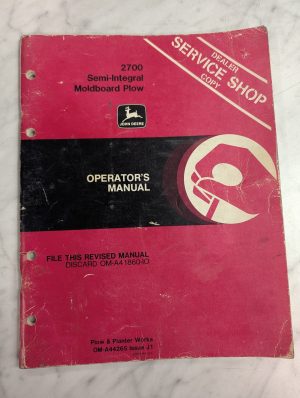 DEALER
SERVICE SHOP
COPY
2700
Semi-Integral
Moldboard Plow
JOHN DEERE
OPERATOR'S
MANUAL
FILE THIS REVISED MANUAL
DISCARD OM-A41860-I0
Plow & Planter Works
OM-A44265 Issue J1